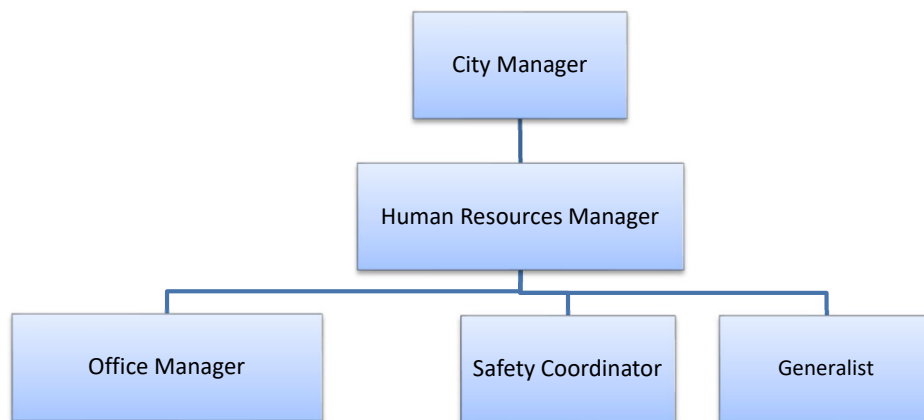 City Manager
Human Resources Manager
Office Manager
Safety Coordinator
Generalist